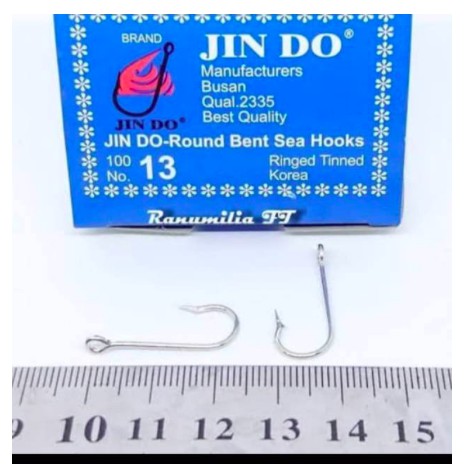 BRAND
JIN DO®
Manufacturers
Busan
Qual.2335
Best Quality
JIN DO®
JIN DO-Round Bent Sea Hooks
100
No. 13
Ringed Tinned
Korea
Ranumilia FT
9 10 11 12 13 14 15